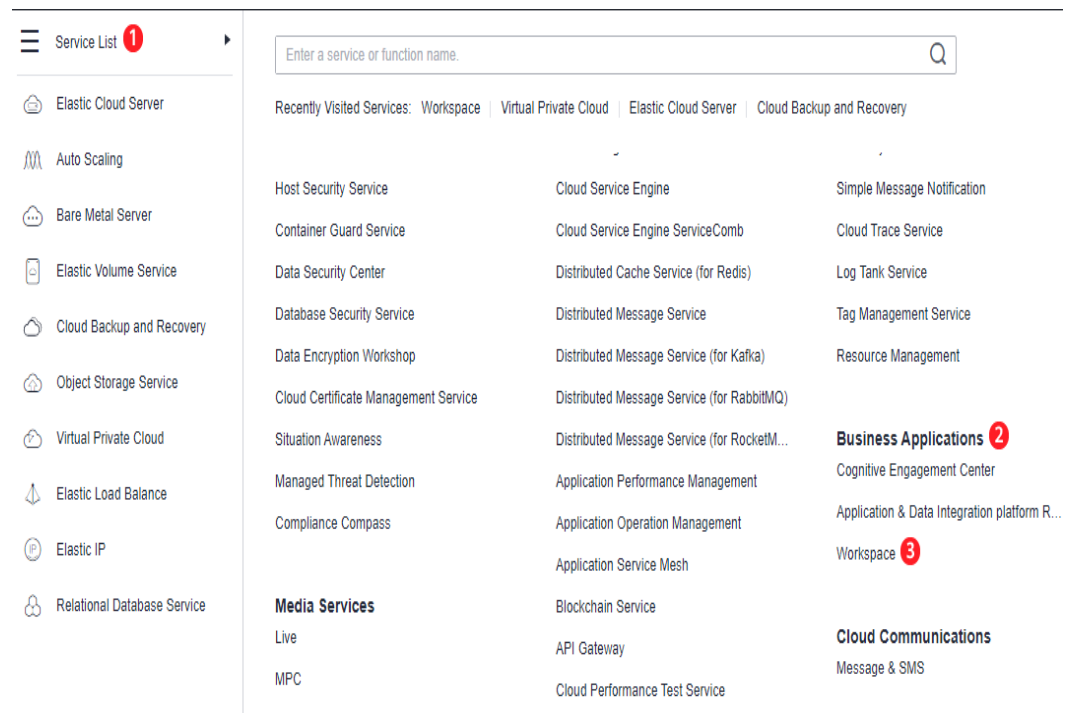 Service List 1
Elastic Cloud Server
Auto Scaling
Bare Metal Server
Elastic Volume Service
Cloud Backup and Recovery
Object Storage Service
Virtual Private Cloud
Elastic Load Balance
IP Elastic IP
Relational Database Service
Enter a service or function name.
Recently Visited Services: Workspace | Virtual Private Cloud | Elastic Cloud Server | Cloud Backup and Recovery
Host Security Service
Container Guard Service
Data Security Center
Database Security Service
Data Encryption Workshop
Cloud Certificate Management Service
Situation Awareness
Managed Threat Detection
Compliance Compass
Media Services
Live
MPC
Cloud Service Engine
Cloud Service Engine ServiceComb
Distributed Cache Service (for Redis)
Distributed Message Service
Distributed Message Service (for Kafka)
Distributed Message Service (for RabbitMQ)
Distributed Message Service (for RocketM...
Application Performance Management
Application Operation Management
Application Service Mesh
Blockchain Service
API Gateway
Cloud Performance Test Service
Simple Message Notification
Cloud Trace Service
Log Tank Service
Tag Management Service
Resource Management
Business Applications 2
Cognitive Engagement Center
Application & Data Integration platform R...
Workspace 3
Cloud Communications
Message & SMS